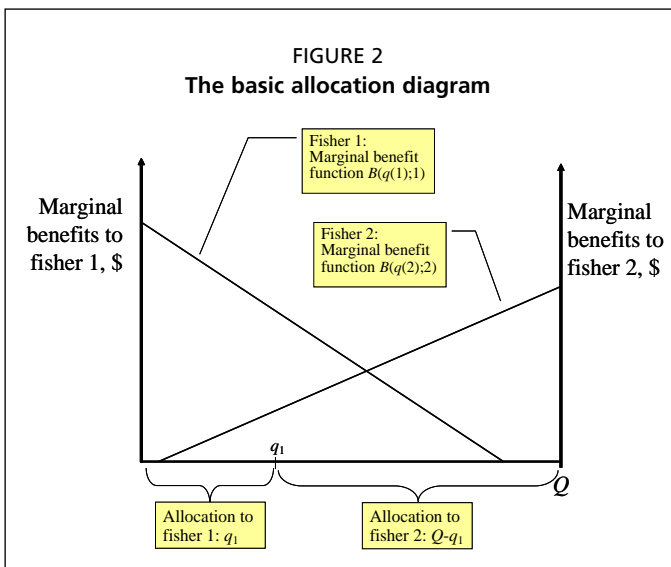 FIGURE 2
The basic allocation diagram
Fisher 1:
Marginal benefit
function B(q(1);1)
Marginal
benefits to
fisher 1, $
Fisher 2:
Marginal benefit
function B(q(2);2)
Marginal
benefits to
fisher 2, $
q₁
Q
Allocation to
fisher 1: q₁
Allocation to
fisher 2: Q-q₁